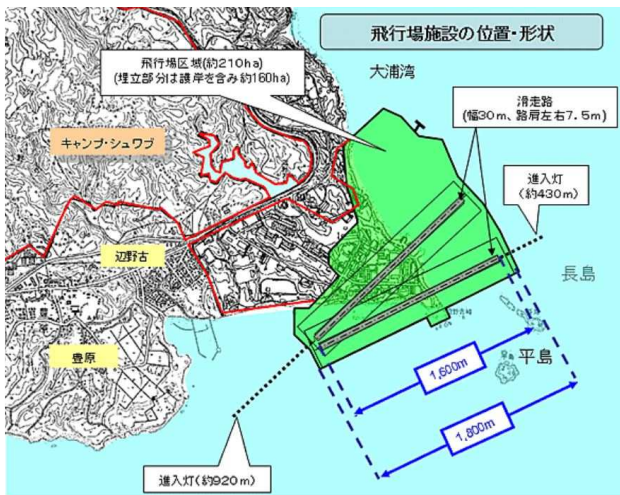 飛行場施設の位置・形状
飛行場区域(約210ha)
(埋立部分は護岸を含み約160ha)
大浦湾
滑走路
(幅30m、路肩左右7.5m)
キャンプ・シュワブ
進入灯
(約430m)
辺野古
長島
豊原
平島
1,600m
1,800m
進入灯(約920m)